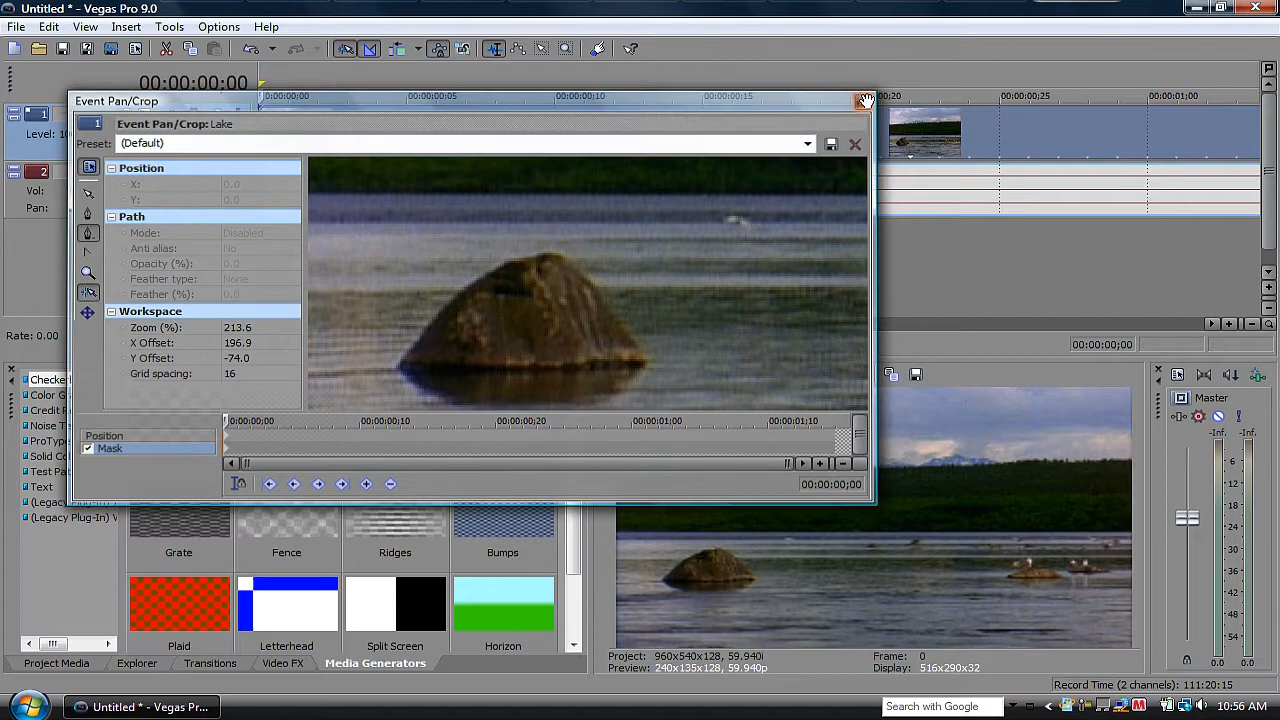 Untitled * - Vegas Pro 9.0
File Edit View Insert Tools Options Help
00:00:00;00
00:00:00;00 00:00:00;05 00:00:00;10 00:00:00;15 00:00:00;20 00:00:00;25 00:00:01;00
Event Pan/Crop
1
Event Pan/Crop: Lake
Preset: (Default)
1
Level:
2
Vol:
Pan:
Position
X: 0.0
Y: 0.0
Path
Mode: Disabled
Anti alias: No
Opacity (%): 0.0
Feather type: None
Feather (%): 0.0
Workspace
Zoom (%): 213.6
X Offset: 196.9
Y Offset: -74.0
Grid spacing: 16
00:00:00;00 00:00:00;10 00:00:00;20 00:00:01;00 00:00:01;10
Position
Mask
00:00:00;00
Rate: 0.00
00:00:00;00
Checker
Color G
Credit
Noise T
ProType
Solid Co
Test Pa
Text
(Legacy Plug-In)
(Legacy Plug-In)
Grate Fence Ridges Bumps
Plaid Letterhead Split Screen Horizon
Project Media Explorer Transitions Video FX Media Generators
Project: 960x540x128, 59.940i Frame: 0
Preview: 240x135x128, 59.940p Display: 516x290x32
Master
-Inf. -Inf.
6
12
18
24
30
36
42
48
54
0.0 0.0
Record Time (2 channels): 111:20:15
Untitled * - Vegas Pr...
Search with Google
10:56 AM